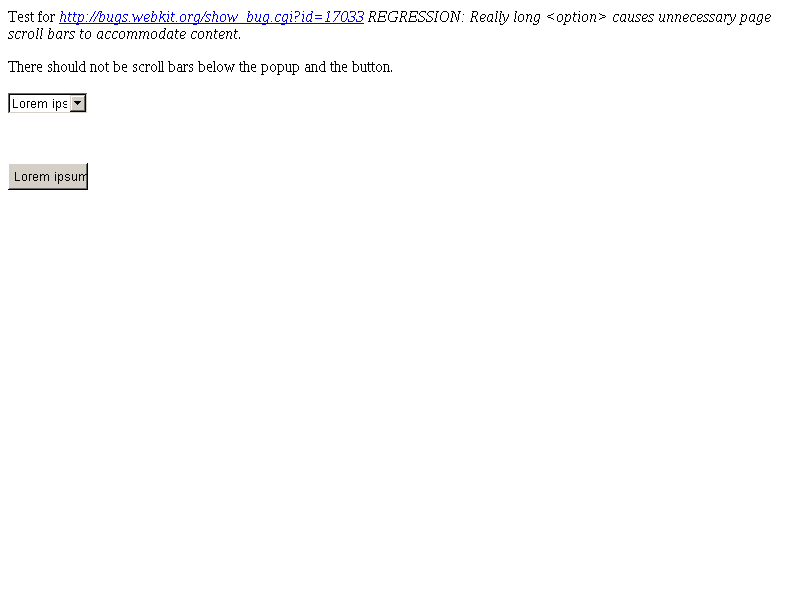 Test for http://bugs.webkit.org/show_bug.cgi?id=17033 REGRESSION: Really long <option> causes unnecessary page
scroll bars to accommodate content.
There should not be scroll bars below the popup and the button.
Lorem ips
Lorem ipsum